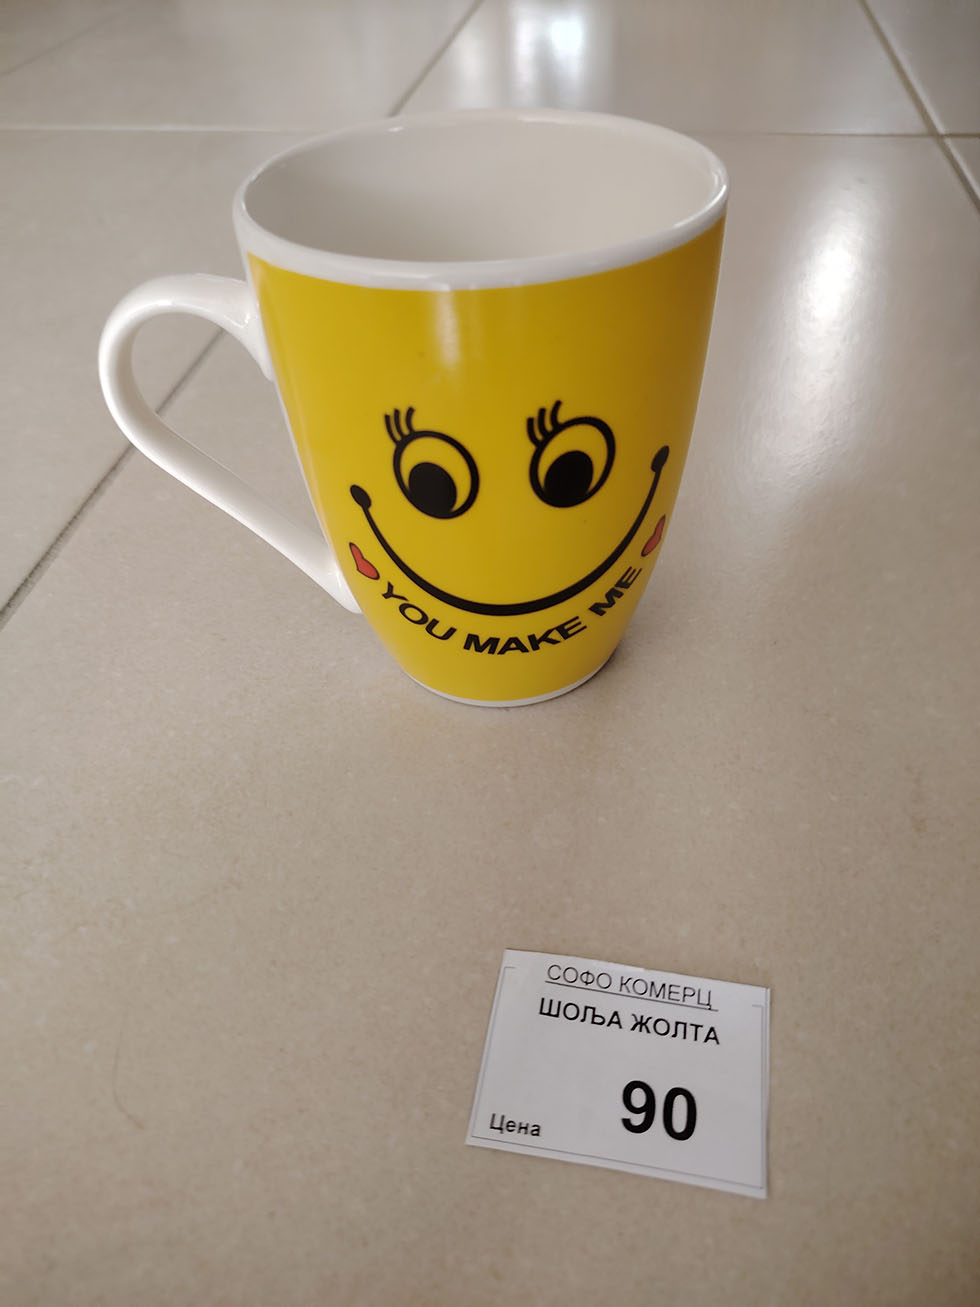 YOU MAKE ME
СОФО КОМЕРЦ
ШОЉА ЖОЛТА
90
Цена